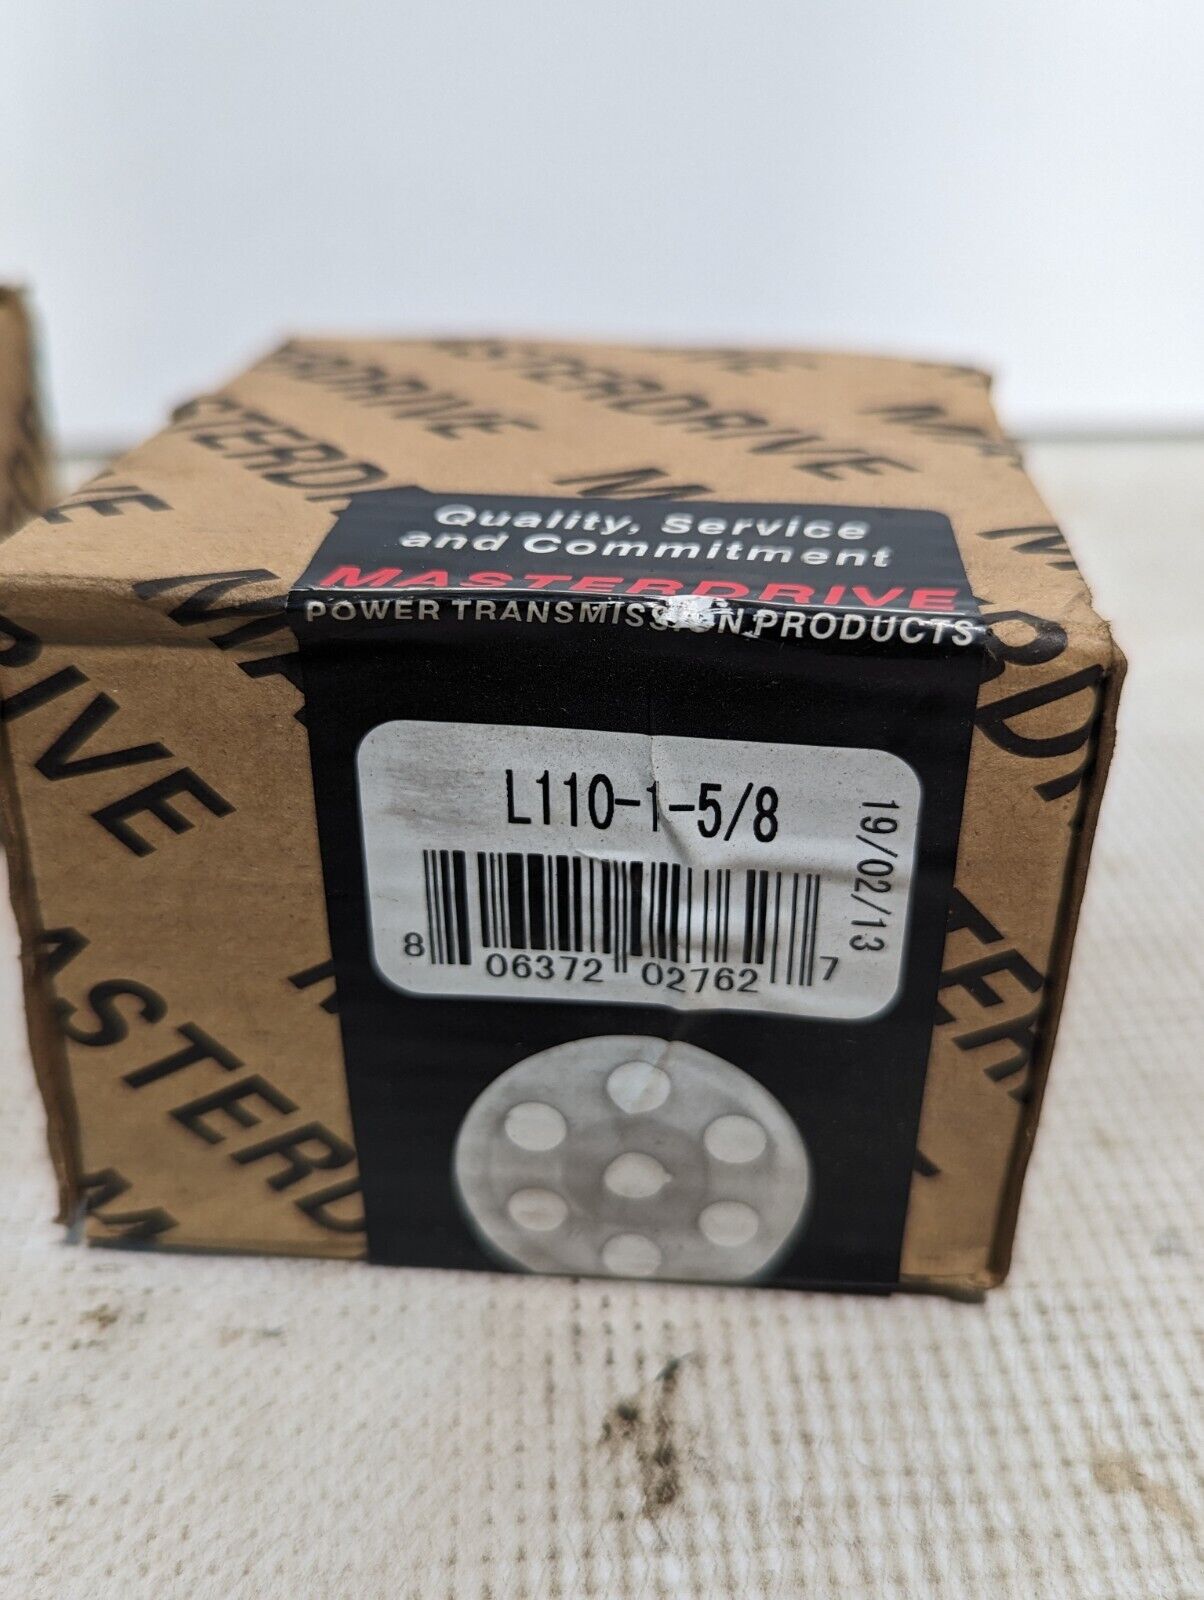 MASTERDRIVE
Quality, Service
and Commitment
MASTERDRIVE
POWER TRANSMISSION PRODUCTS
L110-1-5/8
19/02/13
8 06372 02762 7